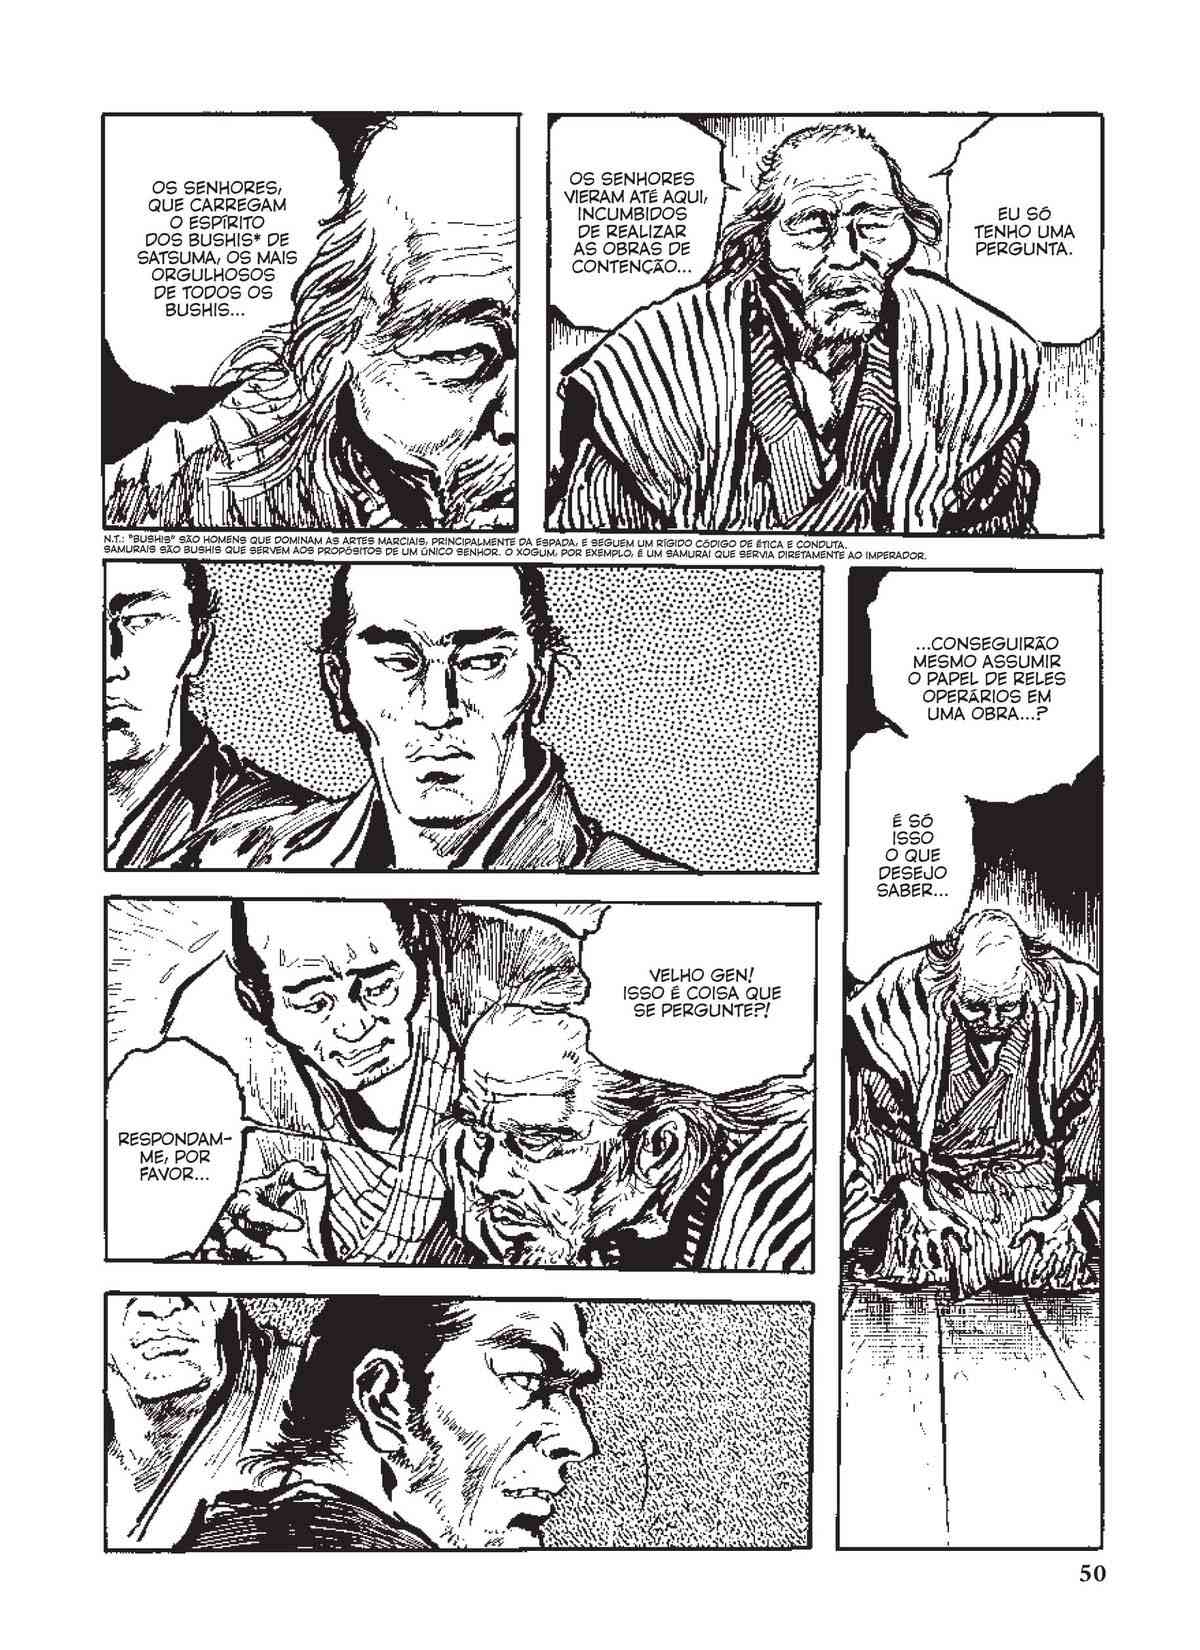 EU SÓ
TENHO UMA
PERGUNTA.
OS SENHORES
VIERAM ATÉ AQUI,
INCUMBIDOS
DE REALIZAR
AS OBRAS DE
CONTENÇÃO...
OS SENHORES,
QUE CARREGAM
O ESPÍRITO
DOS BUSHIS* DE
SATSUMA, OS MAIS
ORGULHOSOS
DE TODOS OS
BUSHIS...
N.T.: "BUSHIS" SÃO HOMENS QUE DOMINAM AS ARTES MARCIAIS, PRINCIPALMENTE DA ESPADA, E SEGUEM UM RÍGIDO CÓDIGO DE ÉTICA E CONDUTA.
SAMURAIS SÃO BUSHIS QUE SERVEM AOS PROPÓSITOS DE UM ÚNICO SENHOR. O XOGUM, POR EXEMPLO, É UM SAMURAI QUE SERVIA DIRETAMENTE AO IMPERADOR.
...CONSEGUIRÃO
MESMO ASSUMIR
O PAPEL DE RELES
OPERÁRIOS EM
UMA OBRA...?
É SÓ
ISSO
O QUE
DESEJO
SABER...
VELHO GEN!
ISSO É COISA QUE
SE PERGUNTE?!
RESPONDAM-
ME, POR
FAVOR...
50